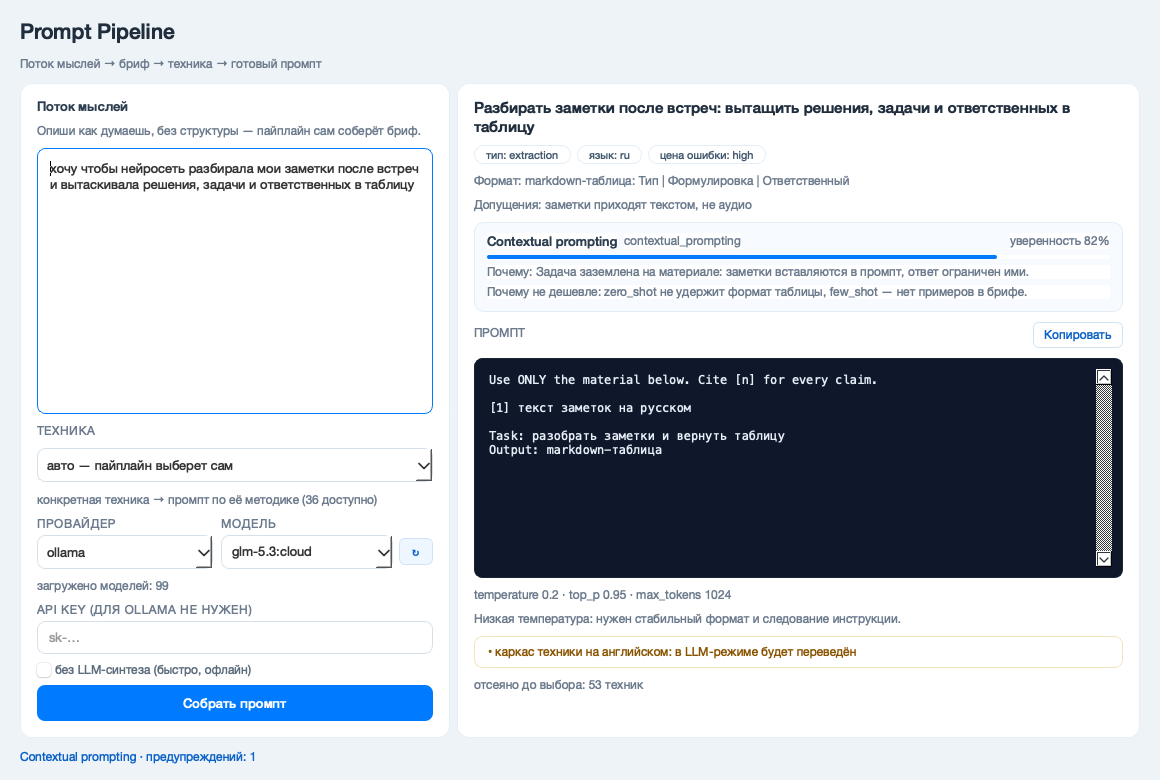 Prompt Pipeline
Поток мыслей → бриф → техника → готовый промпт
Поток мыслей
Опиши как думаешь, без структуры — пайплайн сам соберёт бриф.
хочу чтобы нейросеть разбирала мои заметки после встреч
и вытаскивала решения, задачи и ответственных в таблицу
ТЕХНИКА
авто — пайплайн выберет сам
конкретная техника → промпт по её методике (36 доступно)
ПРОВАЙДЕР
МОДЕЛЬ
ollama
glm-5.3:cloud
↻
загружено моделей: 99
API KEY (ДЛЯ OLLAMA НЕ НУЖЕН)
sk-...
без LLM-синтеза (быстро, офлайн)
Собрать промпт
Разбирать заметки после встреч: вытащить решения, задачи и ответственных в
таблицу
тип: extraction
язык: ru
цена ошибки: high
Формат: markdown-таблица: Тип | Формулировка | Ответственный
Допущения: заметки приходят текстом, не аудио
Contextual prompting contextual_prompting
уверенность 82%
Почему: Задача заземлена на материале: заметки вставляются в промпт, ответ ограничен ими.
Почему не дешевле: zero_shot не удержит формат таблицы, few_shot — нет примеров в брифе.
ПРОМПТ
Копировать
Use ONLY the material below. Cite [n] for every claim.
[1] текст заметок на русском
Task: разобрать заметки и вернуть таблицу
Output: markdown-таблица
temperature 0.2 · top_p 0.95 · max_tokens 1024
Низкая температура: нужен стабильный формат и следование инструкции.
• каркас техники на английском: в LLM-режиме будет переведён
отсеяно до выбора: 53 техник
Contextual prompting · предупреждений: 1